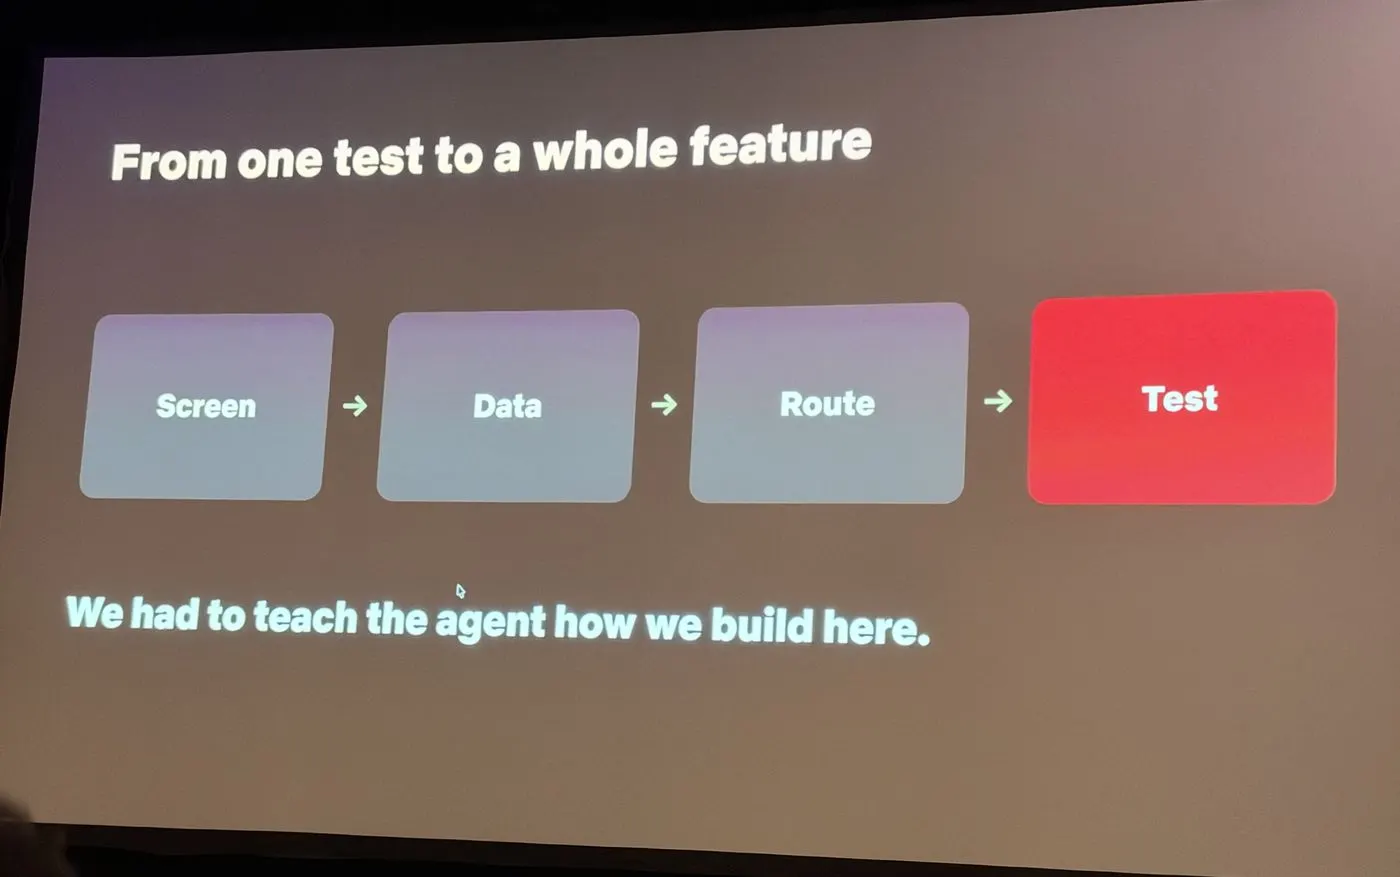 From one test to a whole feature
Screen → Data → Route → Test
We had to teach the agent how we build here.